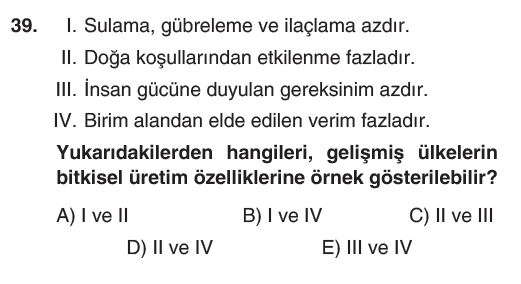 39. I. Sulama, gübreleme ve ilaçlama azdır.
II. Doğa koşullarından etkilenme fazladır.
III. İnsan gücüne duyulan gereksinim azdır.
IV. Birim alandan elde edilen verim fazladır.
Yukarıdakilerden hangileri, gelişmiş ülkelerin
bitkisel üretim özelliklerine örnek gösterilebilir?
A) I ve II B) I ve IV C) II ve III
D) II ve IV E) III ve IV